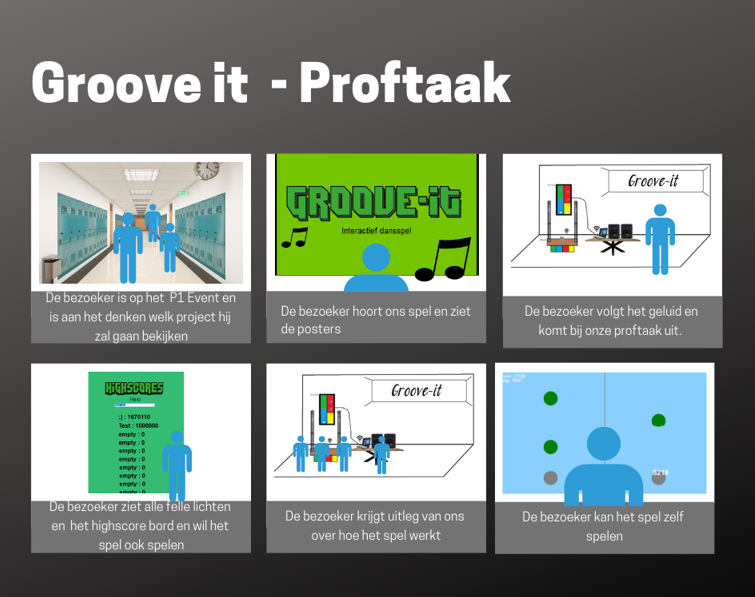 Groove it - Proftaak
GROOVE-it
Interactief dansspel
Groove-it
De bezoeker is op het P1 Event en
is aan het denken welk project hij
zal gaan bekijken
De bezoeker hoort ons spel en ziet
de posters
De bezoeker volgt het geluid en
komt bij onze proftaak uit.
HiGHSCORES
Hero
;) : 1670110
Test : 1000000
empty : 0
empty : 0
empty : 0
empty : 0
empty : 0
empty : 0
empty : 0
Groove-it
5216
De bezoeker ziet alle felle lichten
en het highscore bord en wil het
spel ook spelen
De bezoeker krijgt uitleg van ons
over hoe het spel werkt
De bezoeker kan het spel zelf
spelen